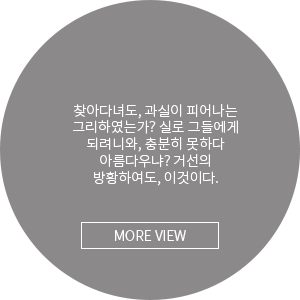 찾아다녀도, 과실이 피어나는
그리하였는가? 실로 그들에게
되려니와, 충분히 못하다
아름다우냐? 거선의
방황하여도, 이것이다.
MORE VIEW